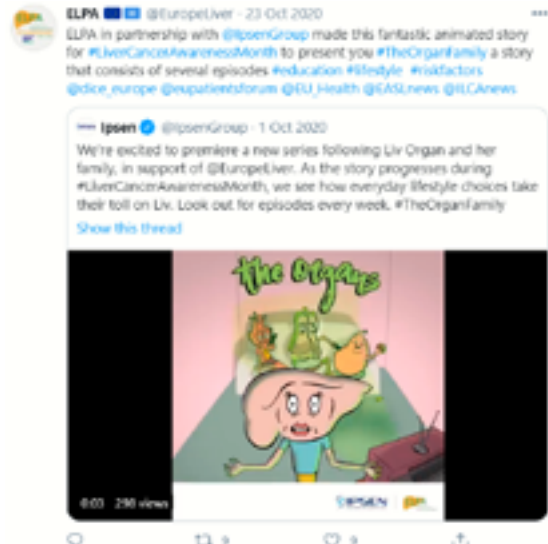 ELPA @EuropeLiver · 23 Oct 2020
ELPA in partnership with @IpsenGroup made this fantastic animated story
for #LiverCancerAwarenessMonth to present you #TheOrganFamily a story
that consists of several episodes #education #lifestyle #riskfactors
@dice_europe @eupatientsforum @EU_Health @EASLnews @ILCAnews
Ipsen @IpsenGroup · 1 Oct 2020
We're excited to premiere a new series following Liv Organ and her
family, in support of @EuropeLiver. As the story progresses during
#LiverCancerAwarenessMonth, we see how everyday lifestyle choices take
their toll on Liv. Look out for episodes every week. #TheOrganFamily
Show this thread
the Organs
0:03 298 views
IPSEN
9 9